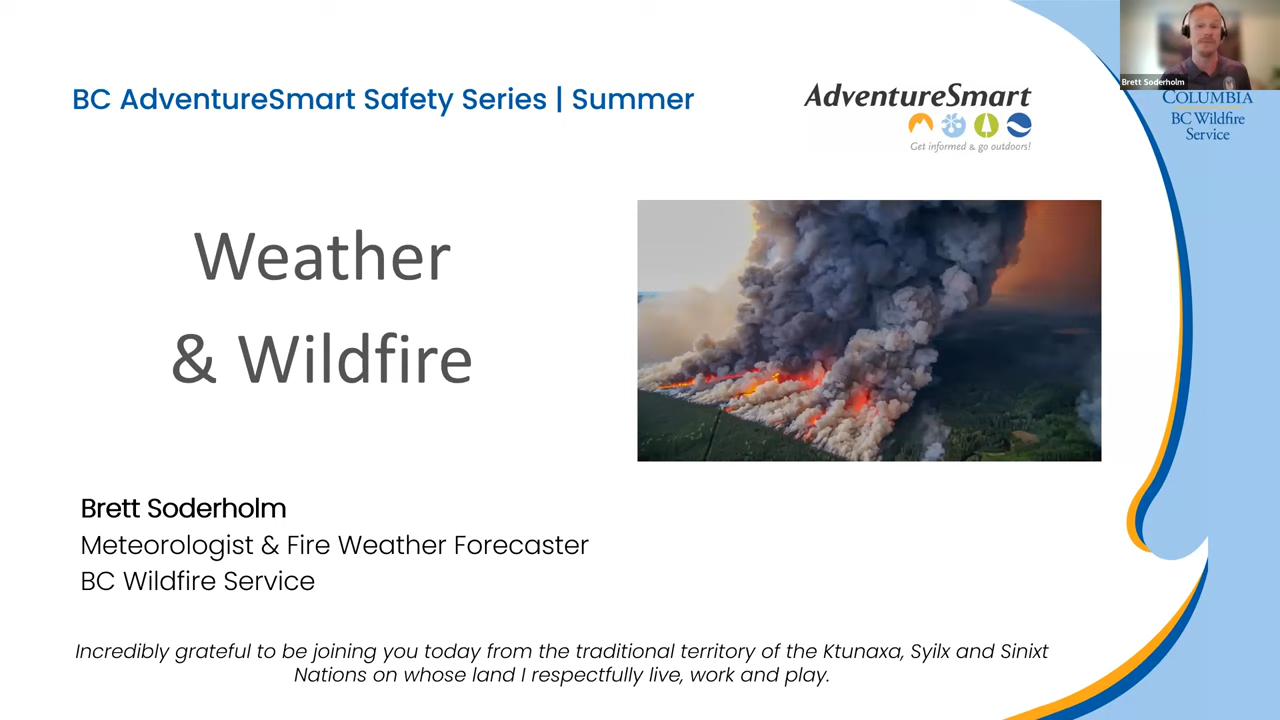 BC AdventureSmart Safety Series | Summer
AdventureSmart
Get informed & go outdoors!
Brett Soderholm
COLUMBIA
BC Wildfire
Service
Weather
& Wildfire
Brett Soderholm
Meteorologist & Fire Weather Forecaster
BC Wildfire Service
Incredibly grateful to be joining you today from the traditional territory of the Ktunaxa, Syilx and Sinixt
Nations on whose land I respectfully live, work and play.